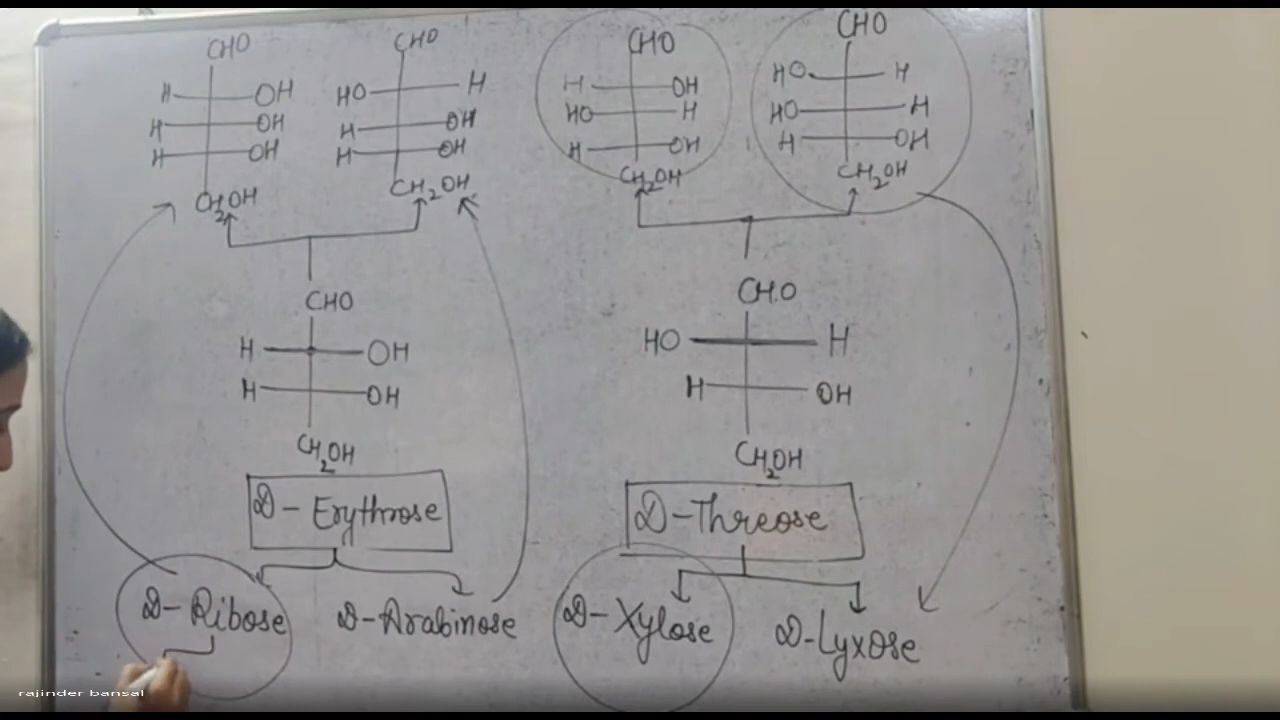 CHO
H OH
H OH
H OH
CH2OH
CHO
HO H
H OH
H OH
CH2OH
CHO
H OH
HO H
H OH
CH2OH
CHO
HO H
HO H
H OH
CH2OH
CHO
H OH
H OH
CH2OH
D-Erythrose
D-Ribose
D-Arabinose
CHO
HO H
H OH
CH2OH
D-Threose
D-Xylose
D-Lyxose
rajinder bansal